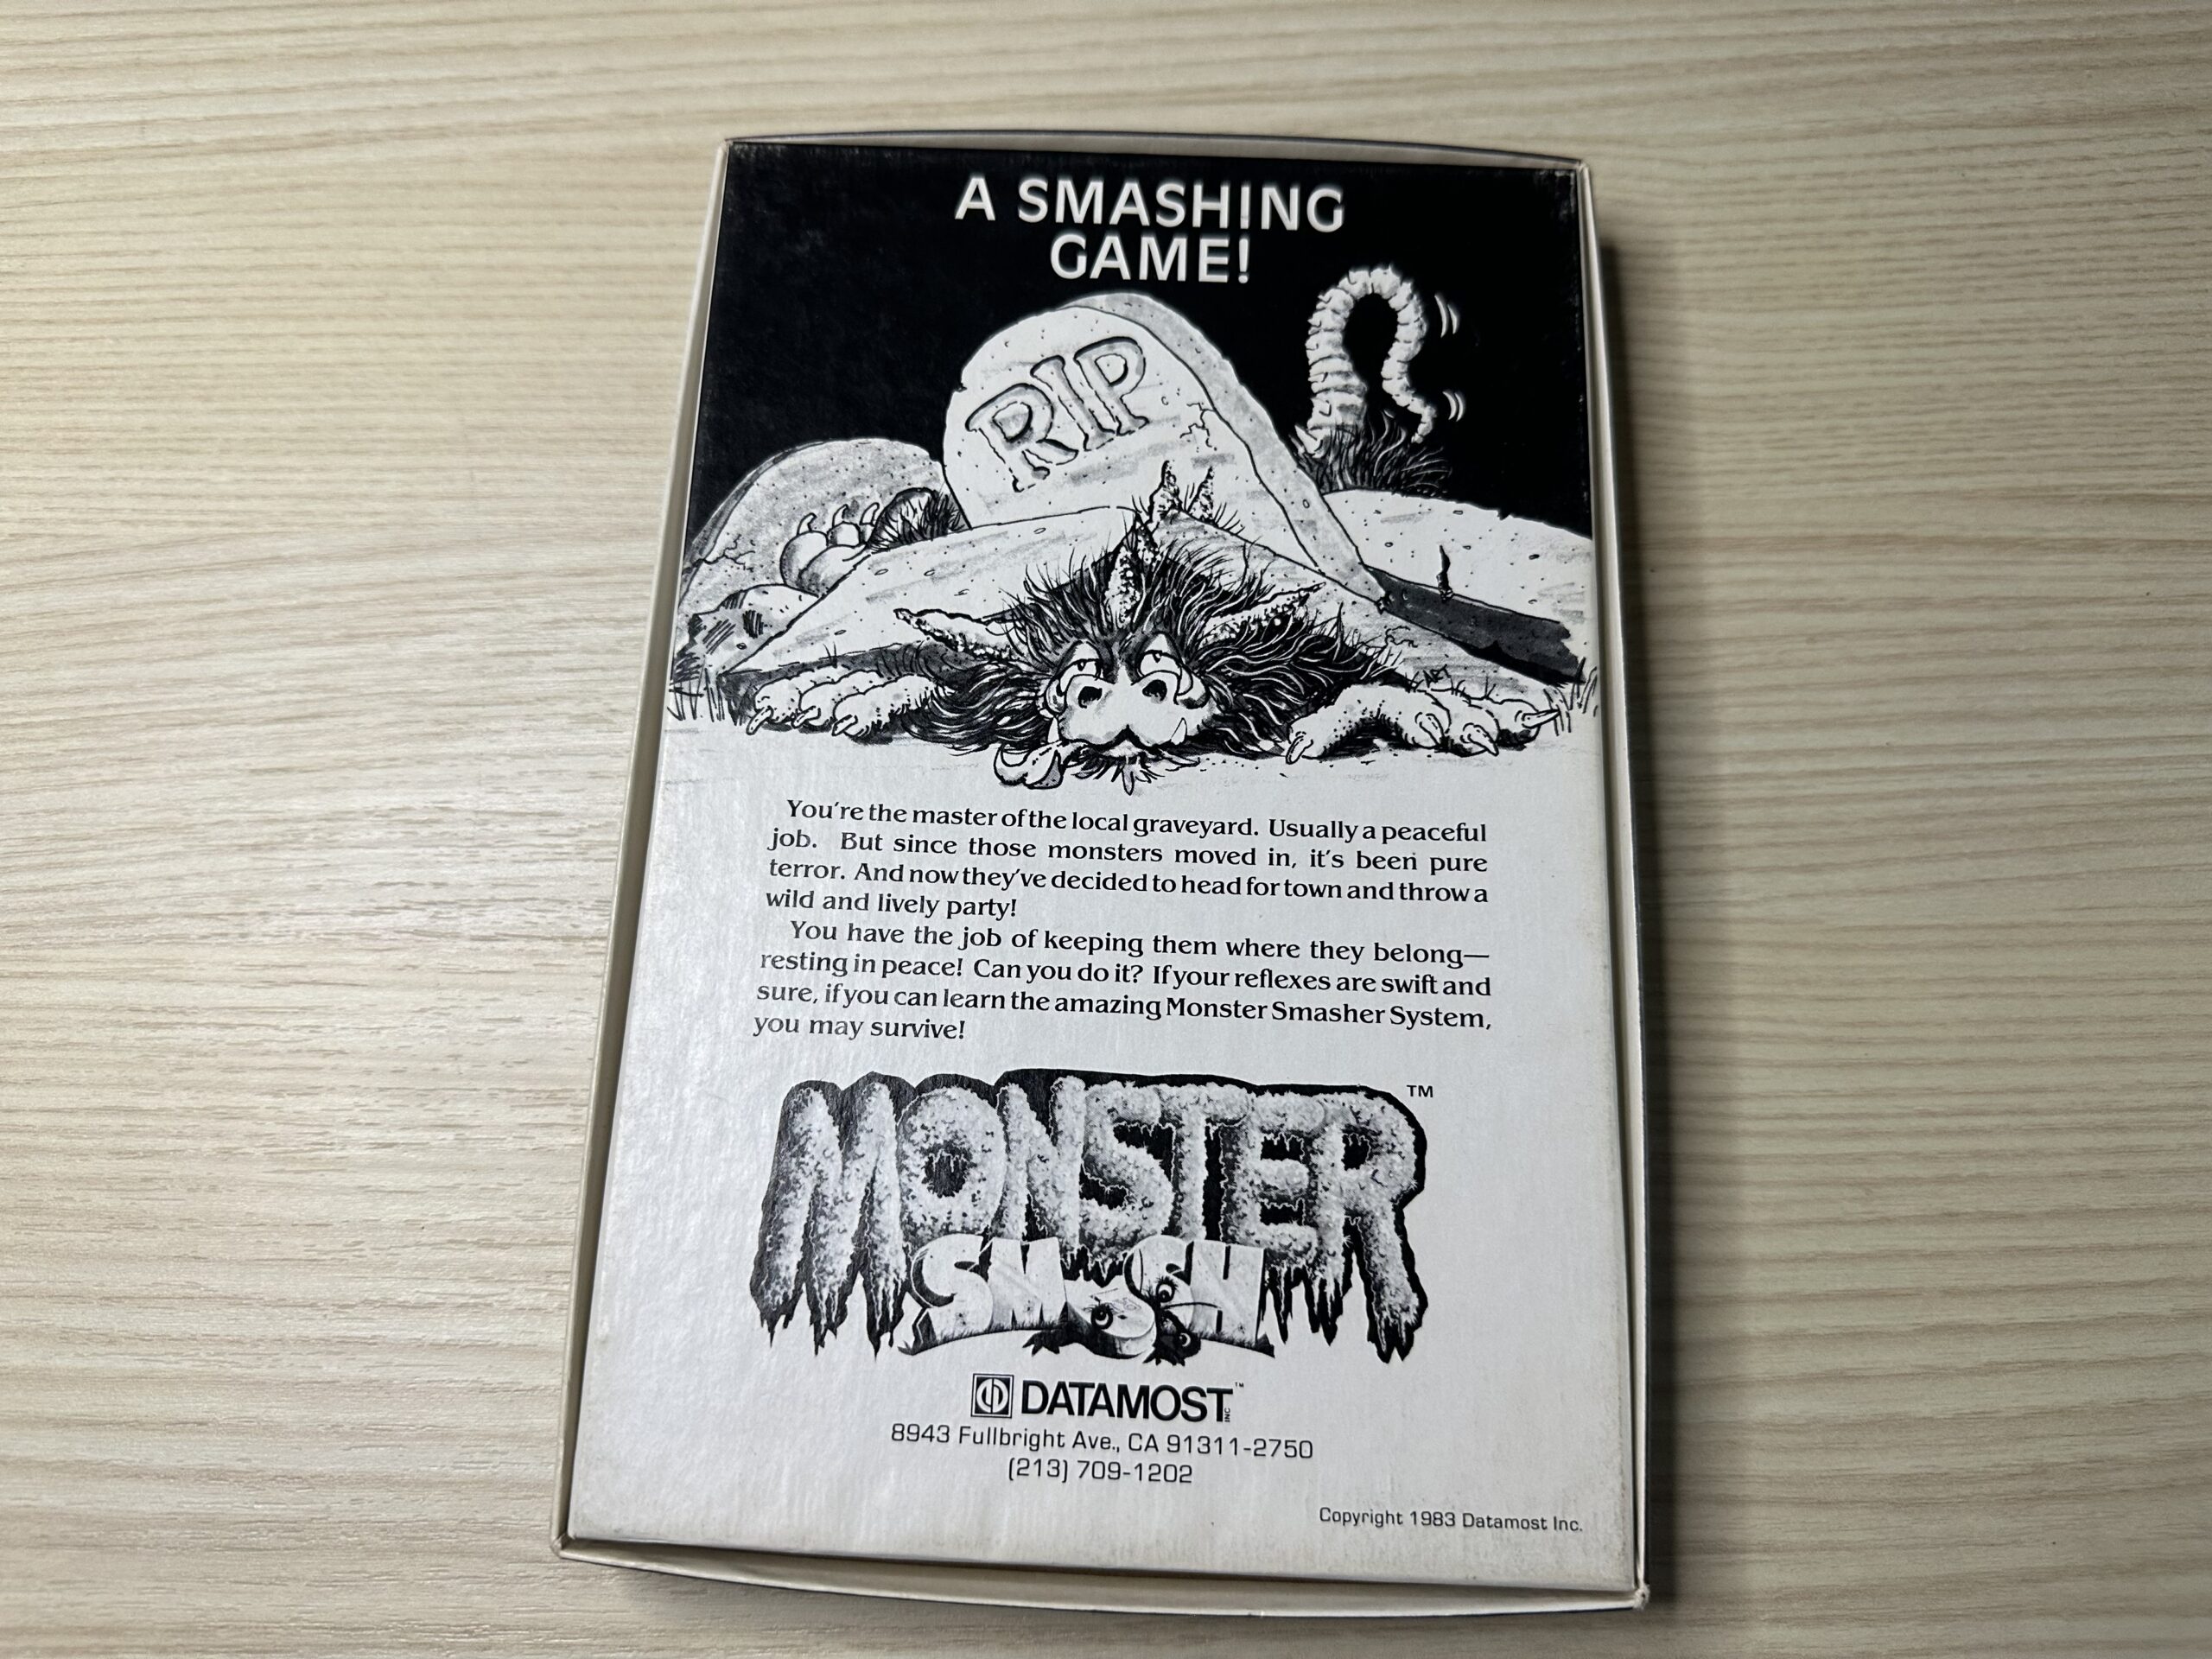 A SMASHING
GAME!
RIP
You're the master of the local graveyard. Usually a peaceful
job. But since those monsters moved in, it's been pure
terror. And now they've decided to head for town and throw a
wild and lively party!
You have the job of keeping them where they belong—
resting in peace! Can you do it? If your reflexes are swift and
sure, if you can learn the amazing Monster Smasher System,
you may survive!
MONSTER™
SMASH
DATAMOST INC™
8943 Fullbright Ave., CA 91311-2750
(213) 709-1202
Copyright 1983 Datamost Inc.